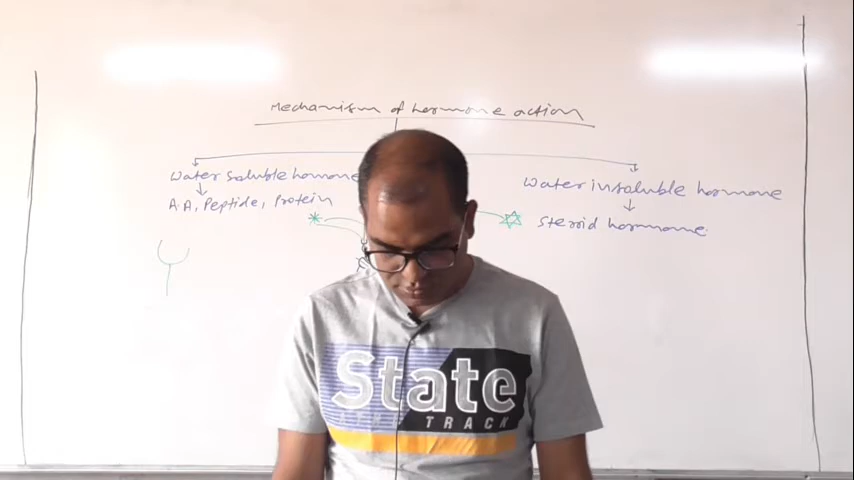 Mechanism of hormone action
Water soluble hormone
A.A, Peptide, Protein
Water insoluble hormone
Steroid hormone
State
TRACK